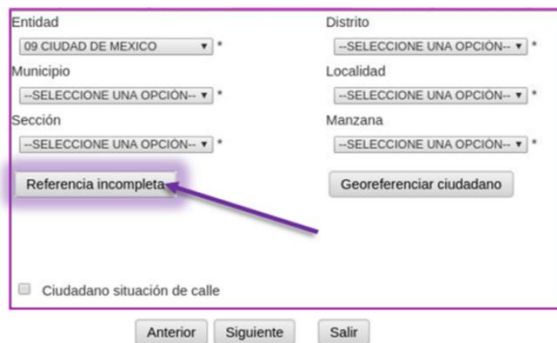 Entidad Distrito
09 CIUDAD DE MEXICO * --SELECCIONE UNA OPCIÓN-- *
Municipio Localidad
--SELECCIONE UNA OPCIÓN-- * --SELECCIONE UNA OPCIÓN-- *
Sección Manzana
--SELECCIONE UNA OPCIÓN-- * --SELECCIONE UNA OPCIÓN-- *
Referencia incompleta Georeferenciar ciudadano
Ciudadano situación de calle
Anterior Siguiente Salir